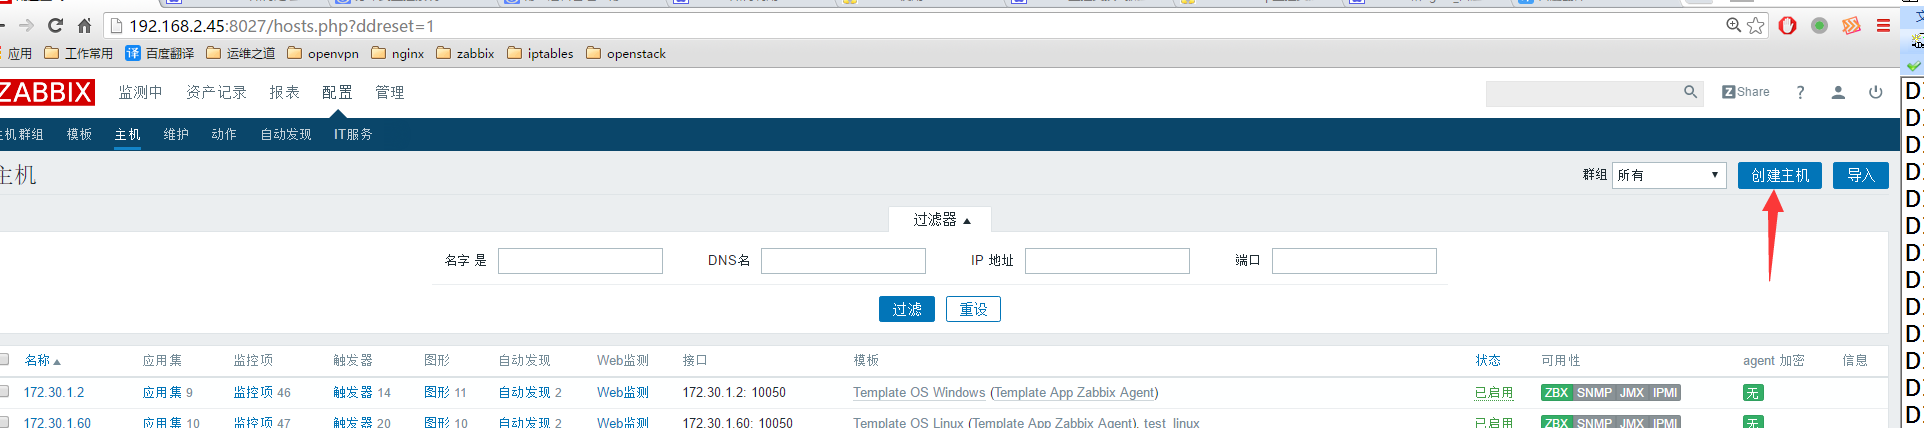 192.168.2.45:8027/hosts.php?ddreset=1
应用 工作常用 译 百度翻译 运维之道 openvpn nginx zabbix iptables openstack
ZABBIX 监测中 资产记录 报表 配置 管理 Z Share ?
主机群组 模板 主机 维护 动作 自动发现 IT服务
主机 群组 所有 创建主机 导入
过滤器
名字 是 DNS名 IP 地址 端口
过滤 重设
名称 应用集 监控项 触发器 图形 自动发现 Web监测 接口 模板 状态 可用性 agent 加密 信息
172.30.1.2 应用集 9 监控项 46 触发器 14 图形 11 自动发现 2 Web监测 172.30.1.2: 10050 Template OS Windows (Template App Zabbix Agent) 已启用 ZBX SNMP JMX IPMI 无
172.30.1.60 应用集 10 监控项 47 触发器 20 图形 10 自动发现 2 Web监测 172.30.1.60: 10050 Template OS Linux (Template App Zabbix Agent), test_linux 已启用 ZBX SNMP JMX IPMI 无